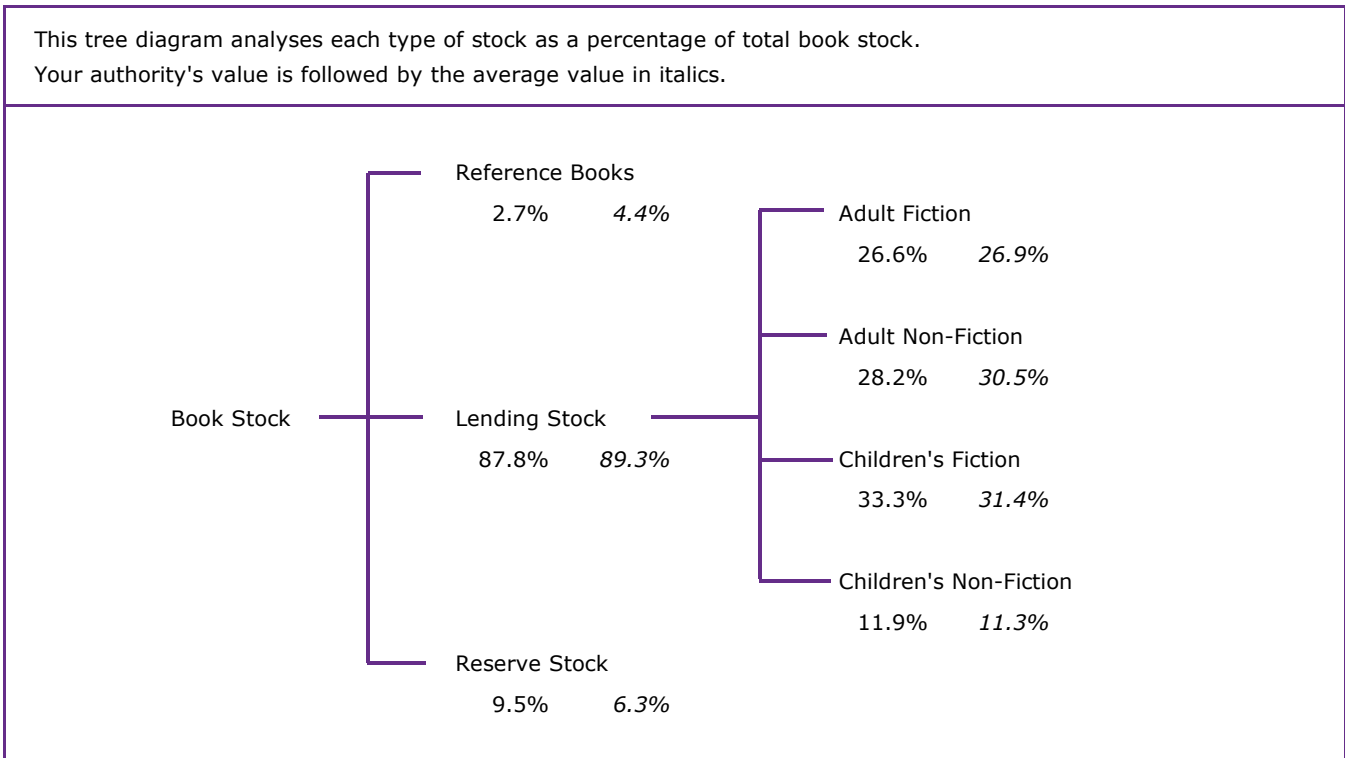 This tree diagram analyses each type of stock as a percentage of total book stock.
Your authority's value is followed by the average value in italics.
Reference Books
2.7% 4.4%
Adult Fiction
26.6% 26.9%
Adult Non-Fiction
28.2% 30.5%
Book Stock
Lending Stock
87.8% 89.3%
Children's Fiction
33.3% 31.4%
Children's Non-Fiction
11.9% 11.3%
Reserve Stock
9.5% 6.3%